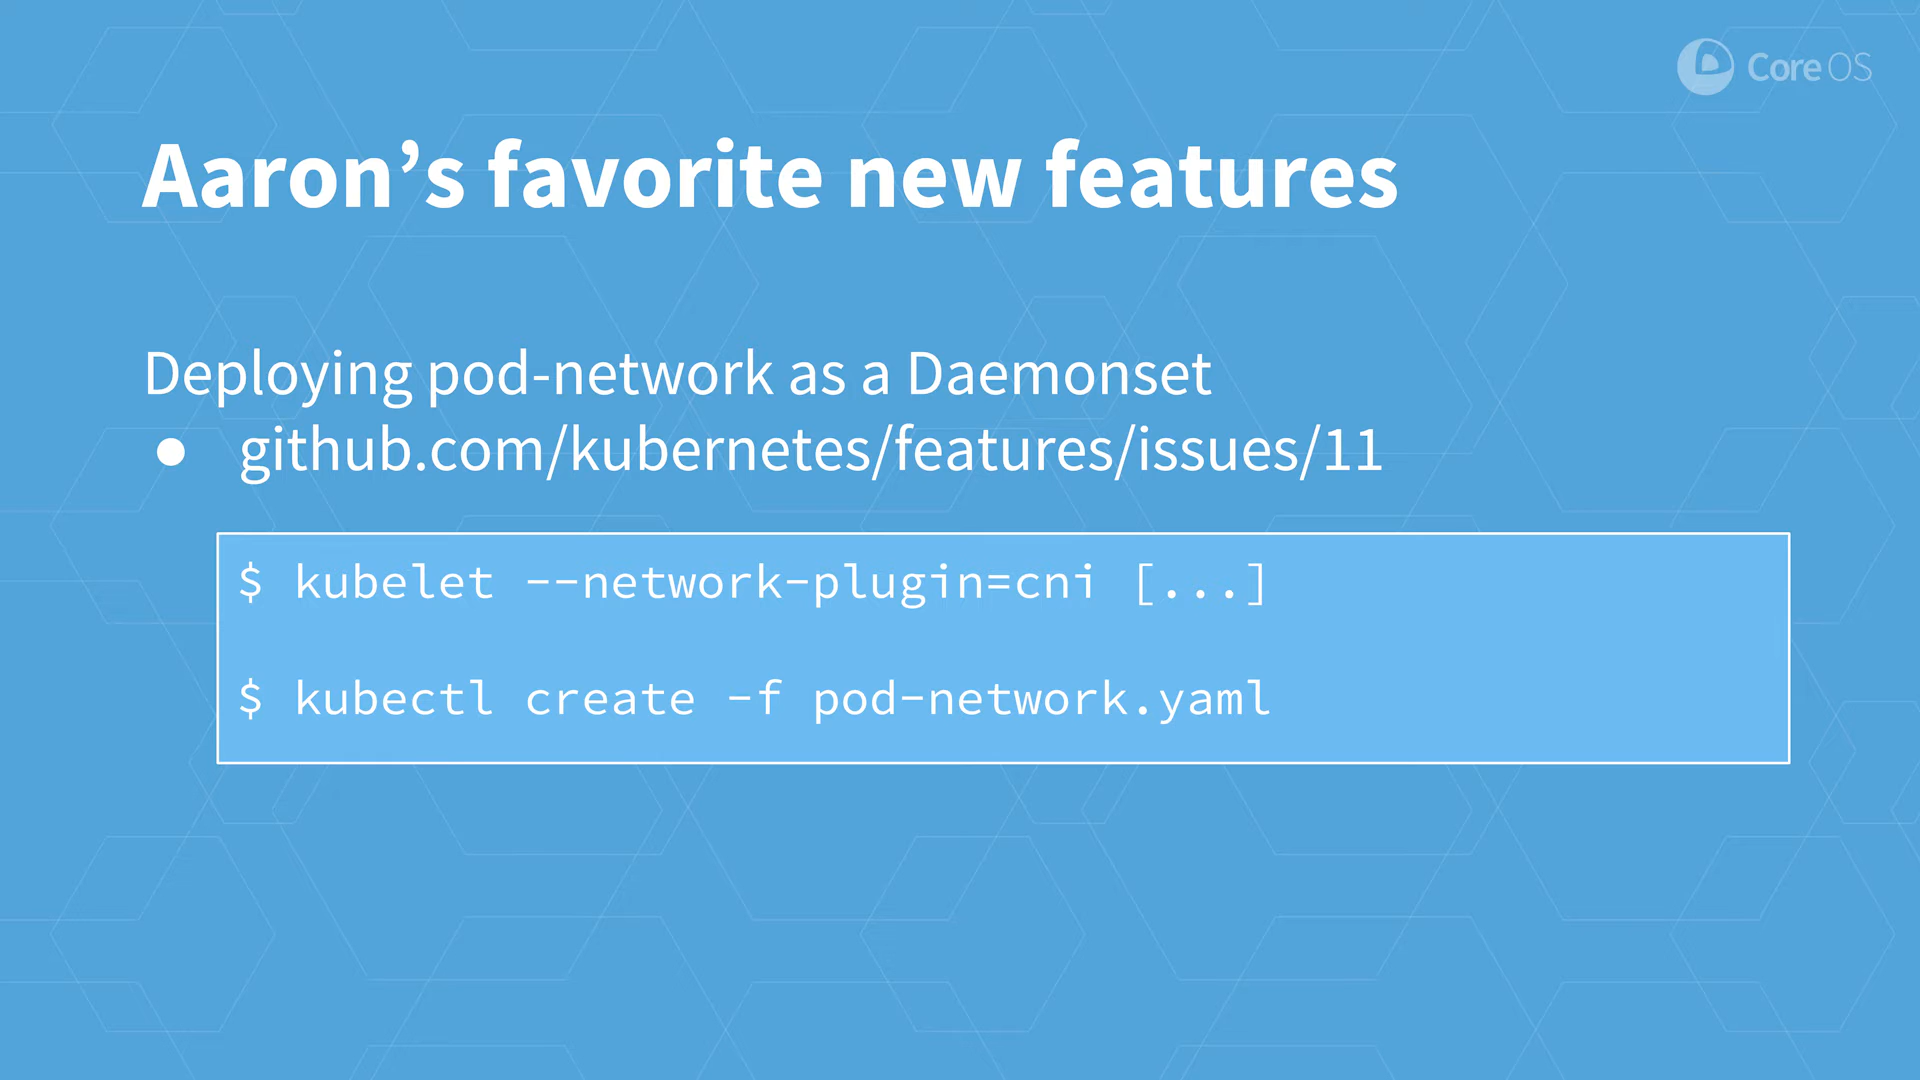 CoreOS
Aaron’s favorite new features
Deploying pod-network as a Daemonset
● github.com/kubernetes/features/issues/11
$ kubelet --network-plugin=cni [...]
$ kubectl create -f pod-network.yaml